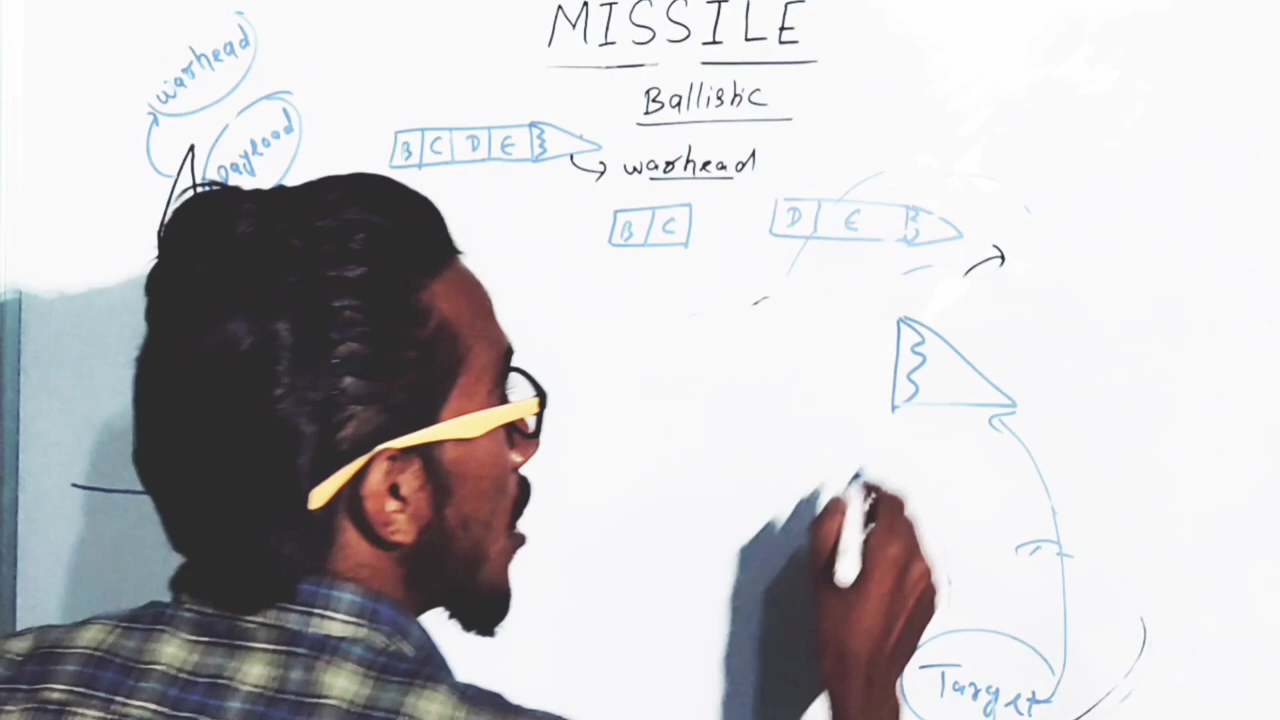 MISSILE
Ballistic
warhead
payload
B C D E
warhead
B C
D E
Target